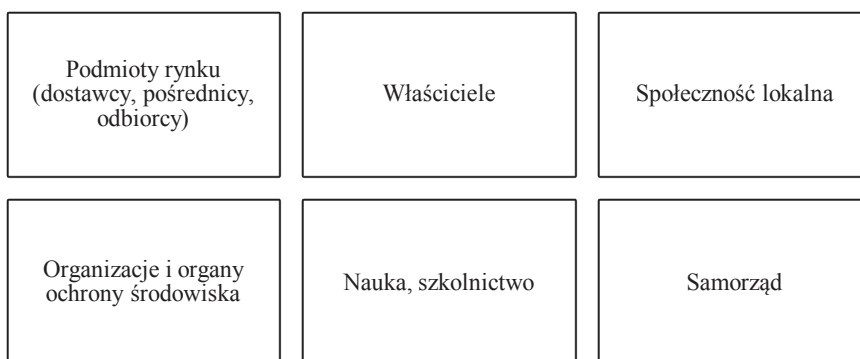 Podmioty rynku
(dostawcy, pośrednicy,
odbiorcy)
Właściciele
Społeczność lokalna
Organizacje i organy
ochrony środowiska
Nauka, szkolnictwo
Samorząd